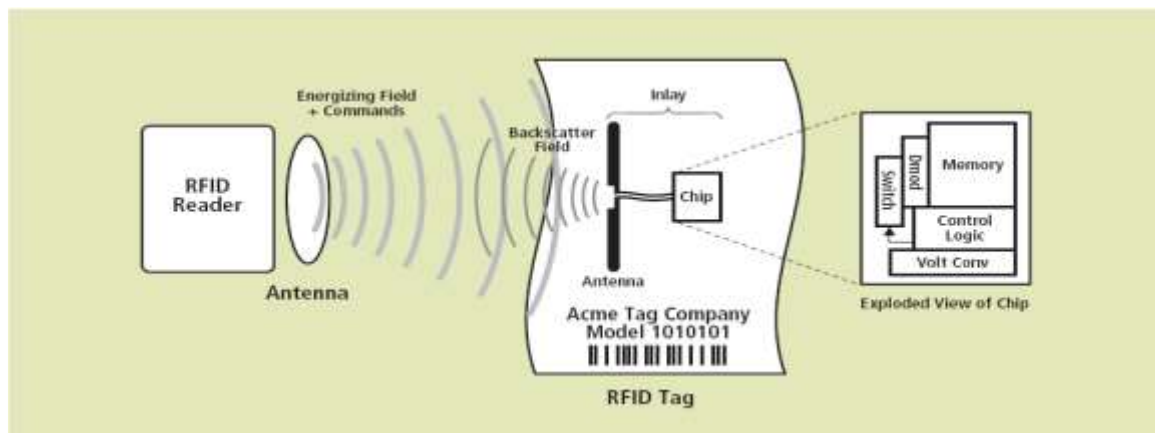 Energizing Field
+ Commands
Backscatter
Field
Inlay
RFID
Reader
Antenna
Chip
Antenna
Acme Tag Company
Model 1010101
RFID Tag
Switch
Dmod
Memory
Control
Logic
Volt Conv
Exploded View of Chip